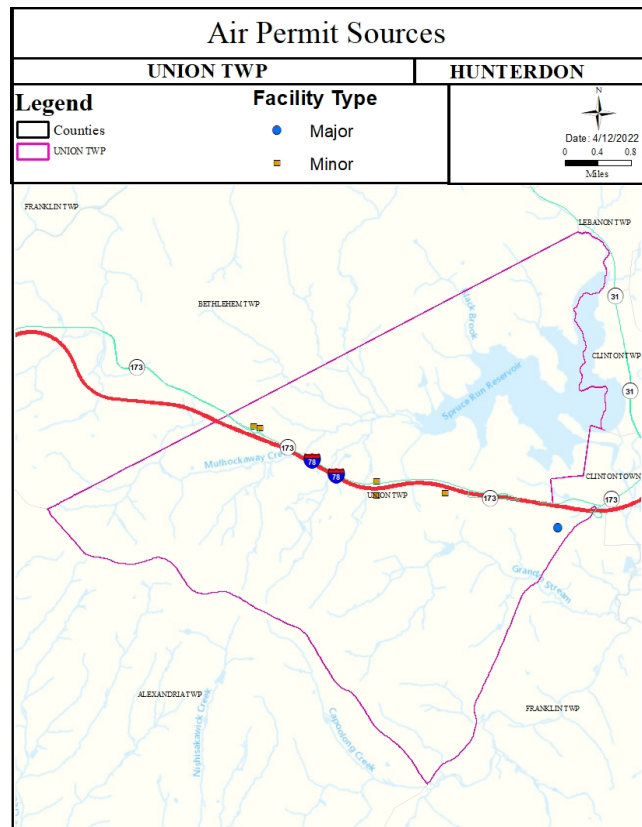 Air Permit Sources
UNION TWP
HUNTERDON
Legend
Counties
UNION TWP
Facility Type
Major
Minor
N
Date: 4/12/2022
0 0.4 0.8
Miles
FRANKLIN TWP
LEBANON TWP
31
BETHLEHEM TWP
Black Brook
173
CLINTON TWP
Spruce Run Reservoir
31
173
Mulhockaway Creek
78
78
CLINTON TOWN
UNION TWP
173
173
Grandin Stream
ALEXANDRIA TWP
Nishisakawick Creek
Capoolong Creek
FRANKLIN TWP